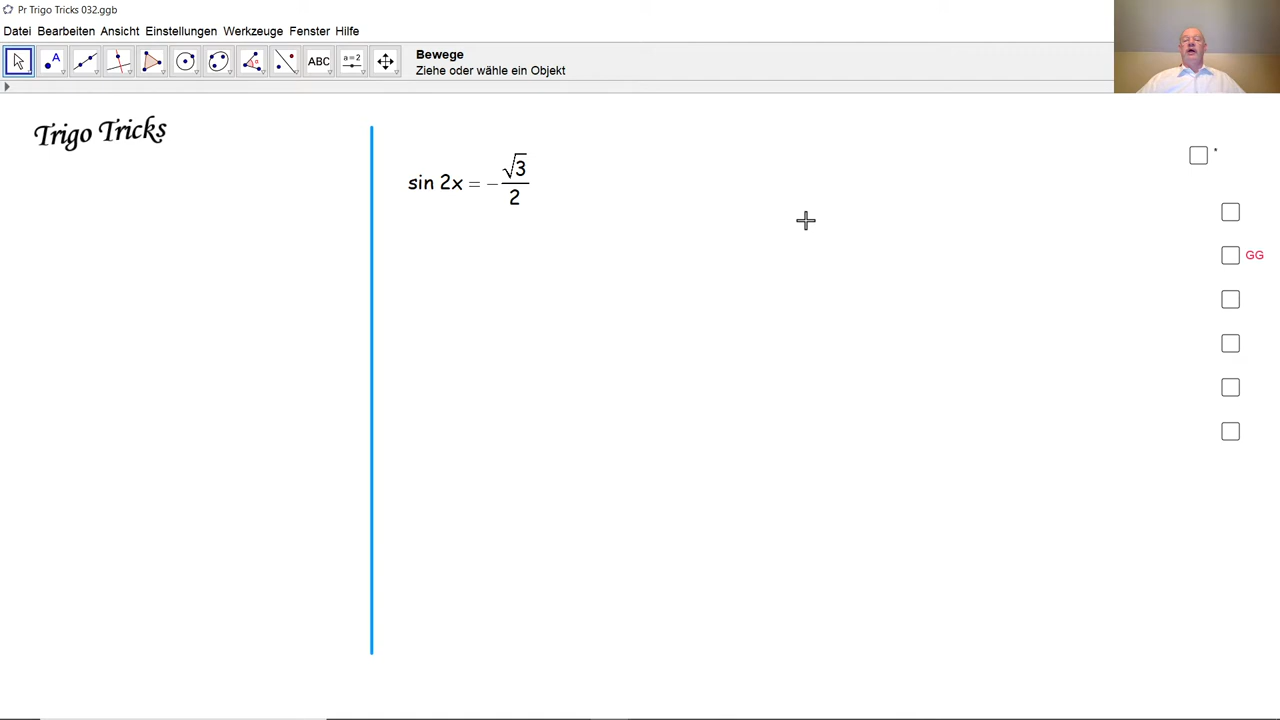 Pr Trigo Tricks 032.ggb
Datei Bearbeiten Ansicht Einstellungen Werkzeuge Fenster Hilfe
A
α
ABC
a=2
Bewege
Ziehe oder wähle ein Objekt
Trigo Tricks
sin 2x = −√3/2
*
GG